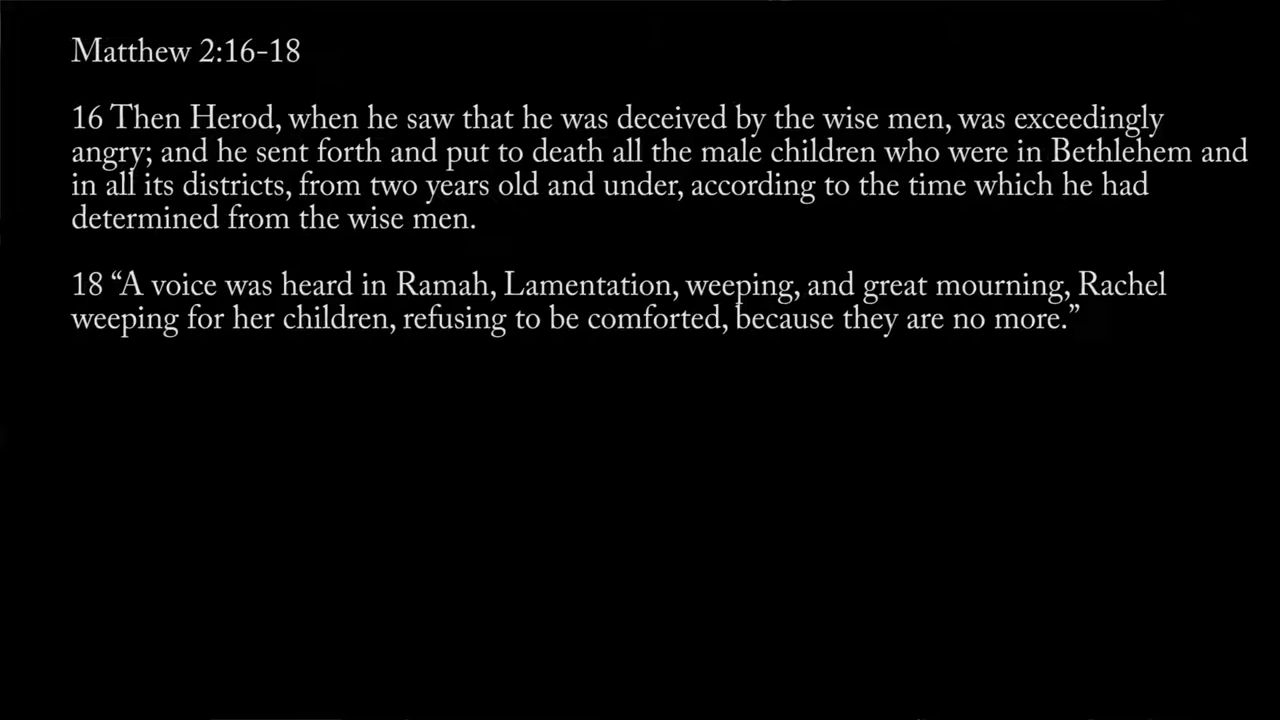 Matthew 2:16-18
16 Then Herod, when he saw that he was deceived by the wise men, was exceedingly
angry; and he sent forth and put to death all the male children who were in Bethlehem and
in all its districts, from two years old and under, according to the time which he had
determined from the wise men.
18 “A voice was heard in Ramah, Lamentation, weeping, and great mourning, Rachel
weeping for her children, refusing to be comforted, because they are no more.”